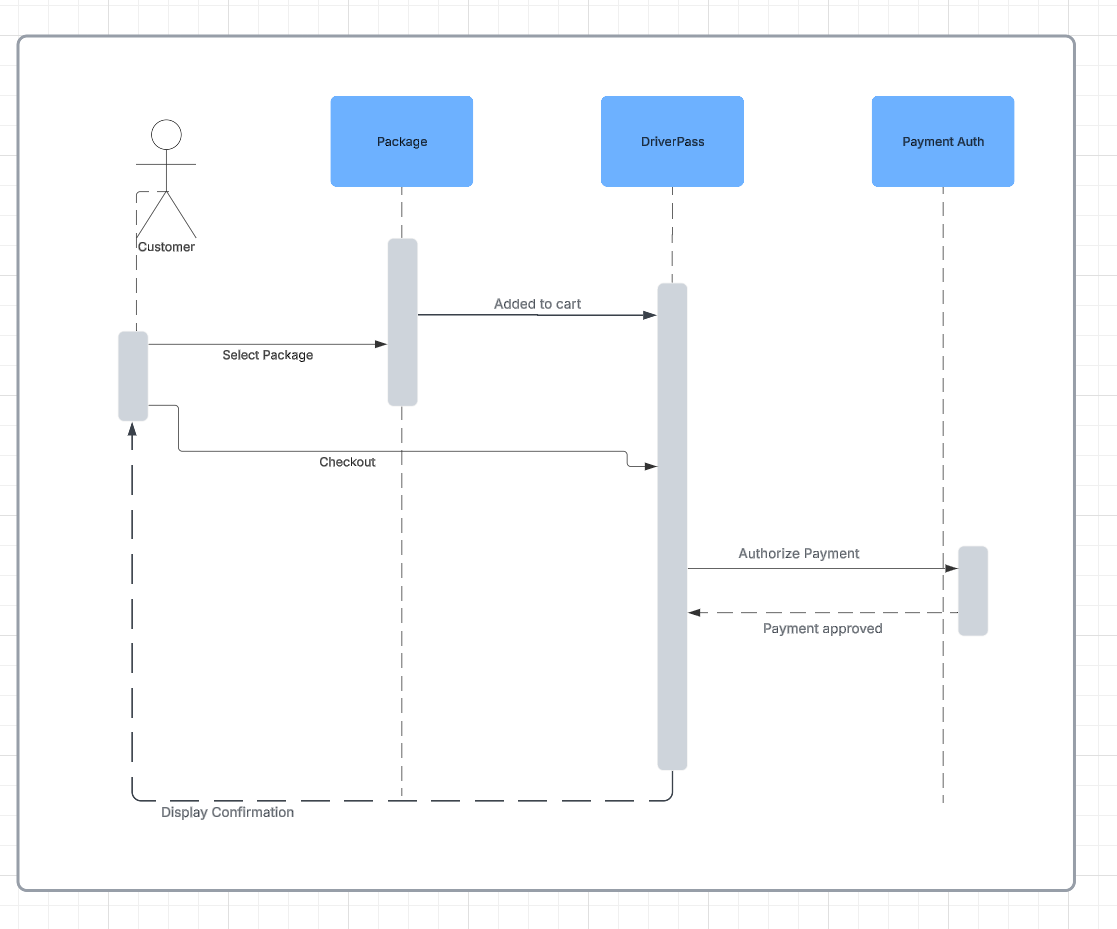 Package
DriverPass
Payment Auth
Customer
Added to cart
Select Package
Checkout
Authorize Payment
Payment approved
Display Confirmation